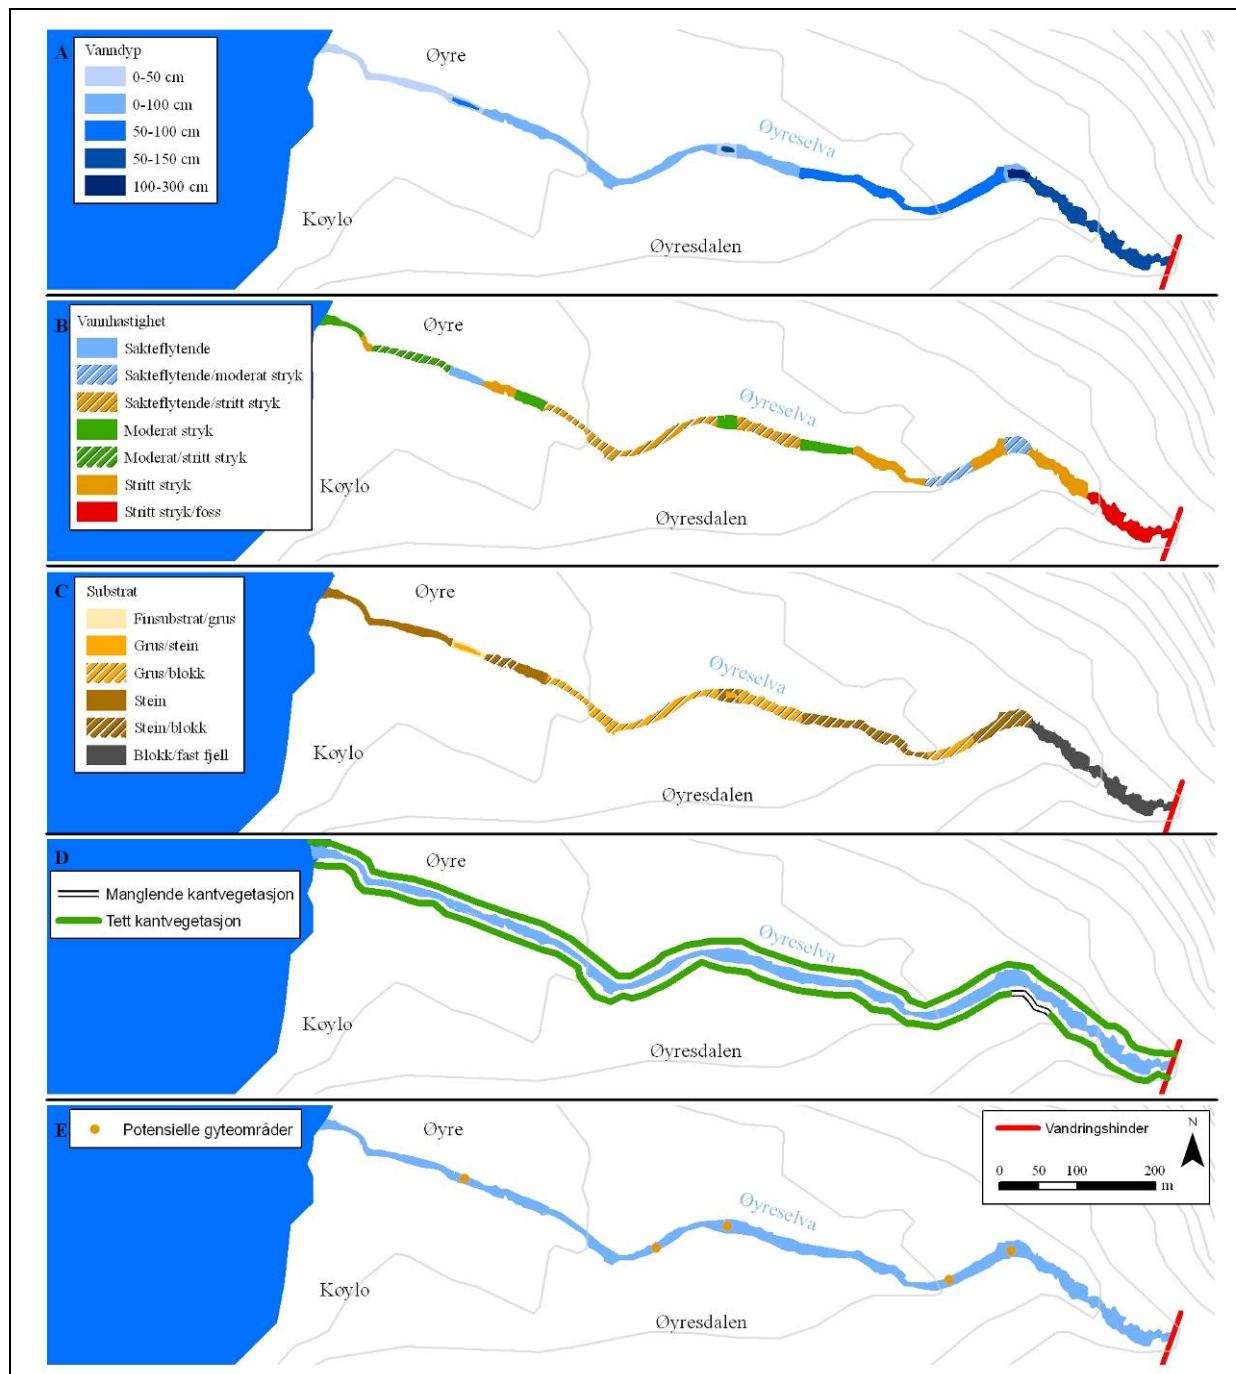 A
Vanndyp
0-50 cm
0-100 cm
50-100 cm
50-150 cm
100-300 cm
Øyre
Øyreselva
Køylo
Øyresdalen
B
Vannhastighet
Sakteflytende
Sakteflytende/moderat stryk
Sakteflytende/stritt stryk
Moderat stryk
Moderat/stritt stryk
Stritt stryk
Stritt stryk/foss
Øyre
Øyreselva
Køylo
Øyresdalen
C
Substrat
Finsubstrat/grus
Grus/stein
Grus/blokk
Stein
Stein/blokk
Blokk/fast fjell
Øyre
Øyreselva
Køylo
Øyresdalen
D
Manglende kantvegetasjon
Tett kantvegetasjon
Øyre
Øyreselva
Køylo
Øyresdalen
E
Potensielle gyteområder
Øyre
Øyreselva
Køylo
Øyresdalen
Vandringshinder
N
0 50 100 200
m